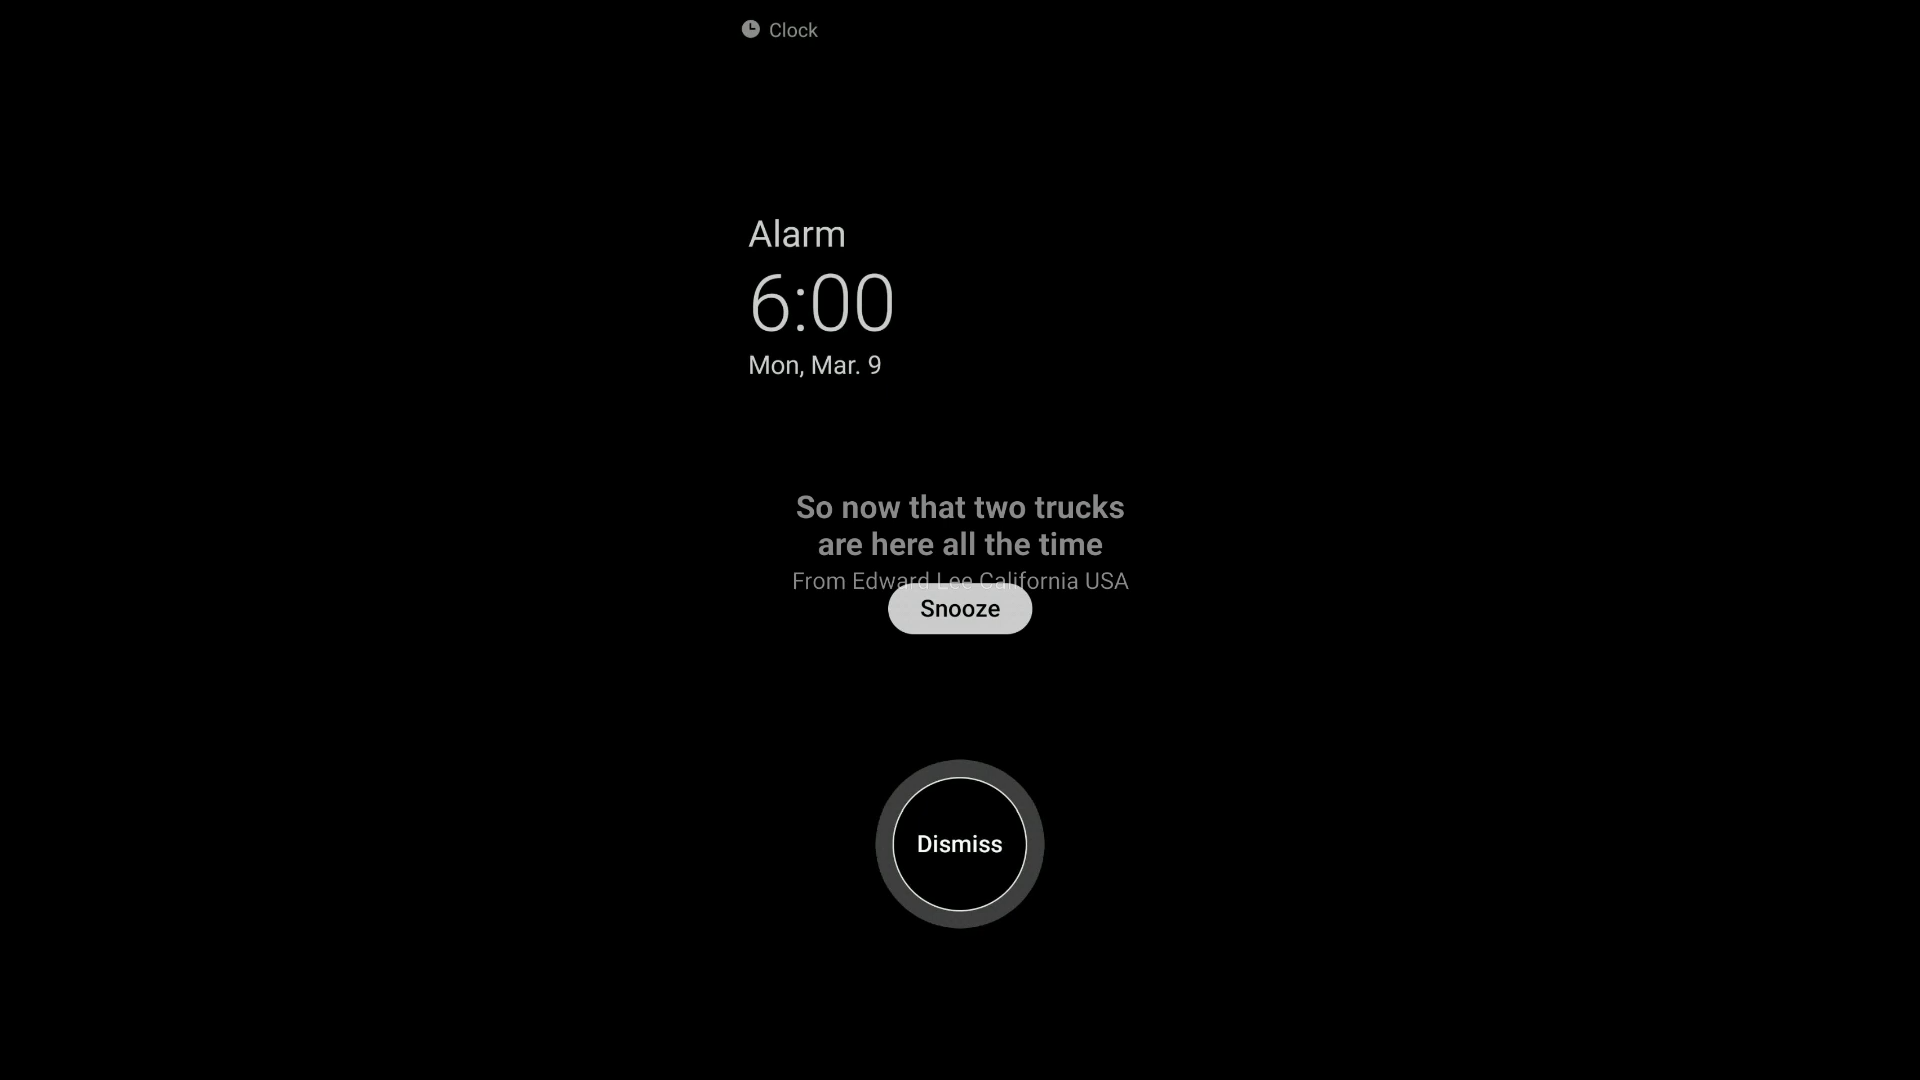 Clock
Alarm
6:00
Mon, Mar. 9
So now that two trucks
are here all the time
From Edward Lee California USA
Snooze
Dismiss